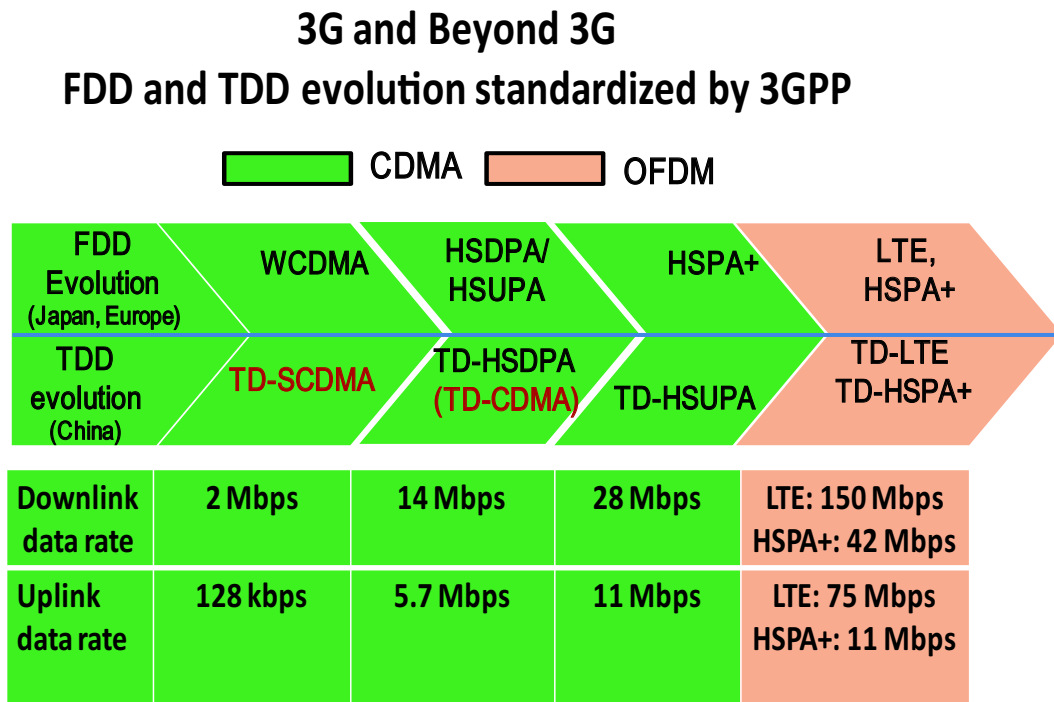 3G and Beyond 3G
FDD and TDD evolution standardized by 3GPP
CDMA
OFDM
FDD
Evolution
(Japan, Europe)
WCDMA
HSDPA/
HSUPA
HSPA+
LTE,
HSPA+
TDD
evolution
(China)
TD-SCDMA
TD-HSDPA
(TD-CDMA)
TD-HSUPA
TD-LTE
TD-HSPA+
Downlink
data rate
2 Mbps
14 Mbps
28 Mbps
LTE: 150 Mbps
HSPA+: 42 Mbps
Uplink
data rate
128 kbps
5.7 Mbps
11 Mbps
LTE: 75 Mbps
HSPA+: 11 Mbps